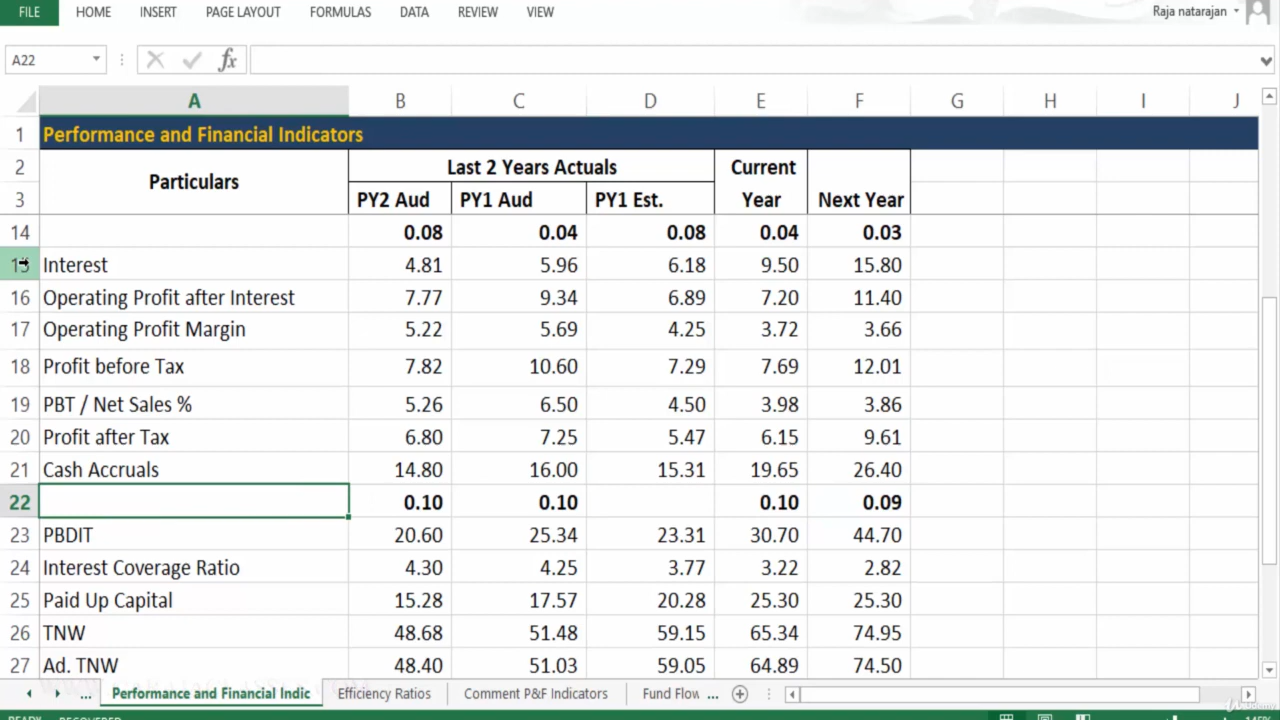 FILE HOME INSERT PAGE LAYOUT FORMULAS DATA REVIEW VIEW Raja natarajan
A22 fx
A B C D E F G H I J
1 Performance and Financial Indicators
2 Particulars Last 2 Years Actuals Current
3 PY2 Aud PY1 Aud PY1 Est. Year Next Year
14 0.08 0.04 0.08 0.04 0.03
15 Interest 4.81 5.96 6.18 9.50 15.80
16 Operating Profit after Interest 7.77 9.34 6.89 7.20 11.40
17 Operating Profit Margin 5.22 5.69 4.25 3.72 3.66
18 Profit before Tax 7.82 10.60 7.29 7.69 12.01
19 PBT / Net Sales % 5.26 6.50 4.50 3.98 3.86
20 Profit after Tax 6.80 7.25 5.47 6.15 9.61
21 Cash Accruals 14.80 16.00 15.31 19.65 26.40
22 0.10 0.10 0.10 0.09
23 PBDIT 20.60 25.34 23.31 30.70 44.70
24 Interest Coverage Ratio 4.30 4.25 3.77 3.22 2.82
25 Paid Up Capital 15.28 17.57 20.28 25.30 25.30
26 TNW 48.68 51.48 59.15 65.34 74.95
27 Ad. TNW 48.40 51.03 59.05 64.89 74.50
... Performance and Financial Indic Efficiency Ratios Comment P&F Indicators Fund Flow ...